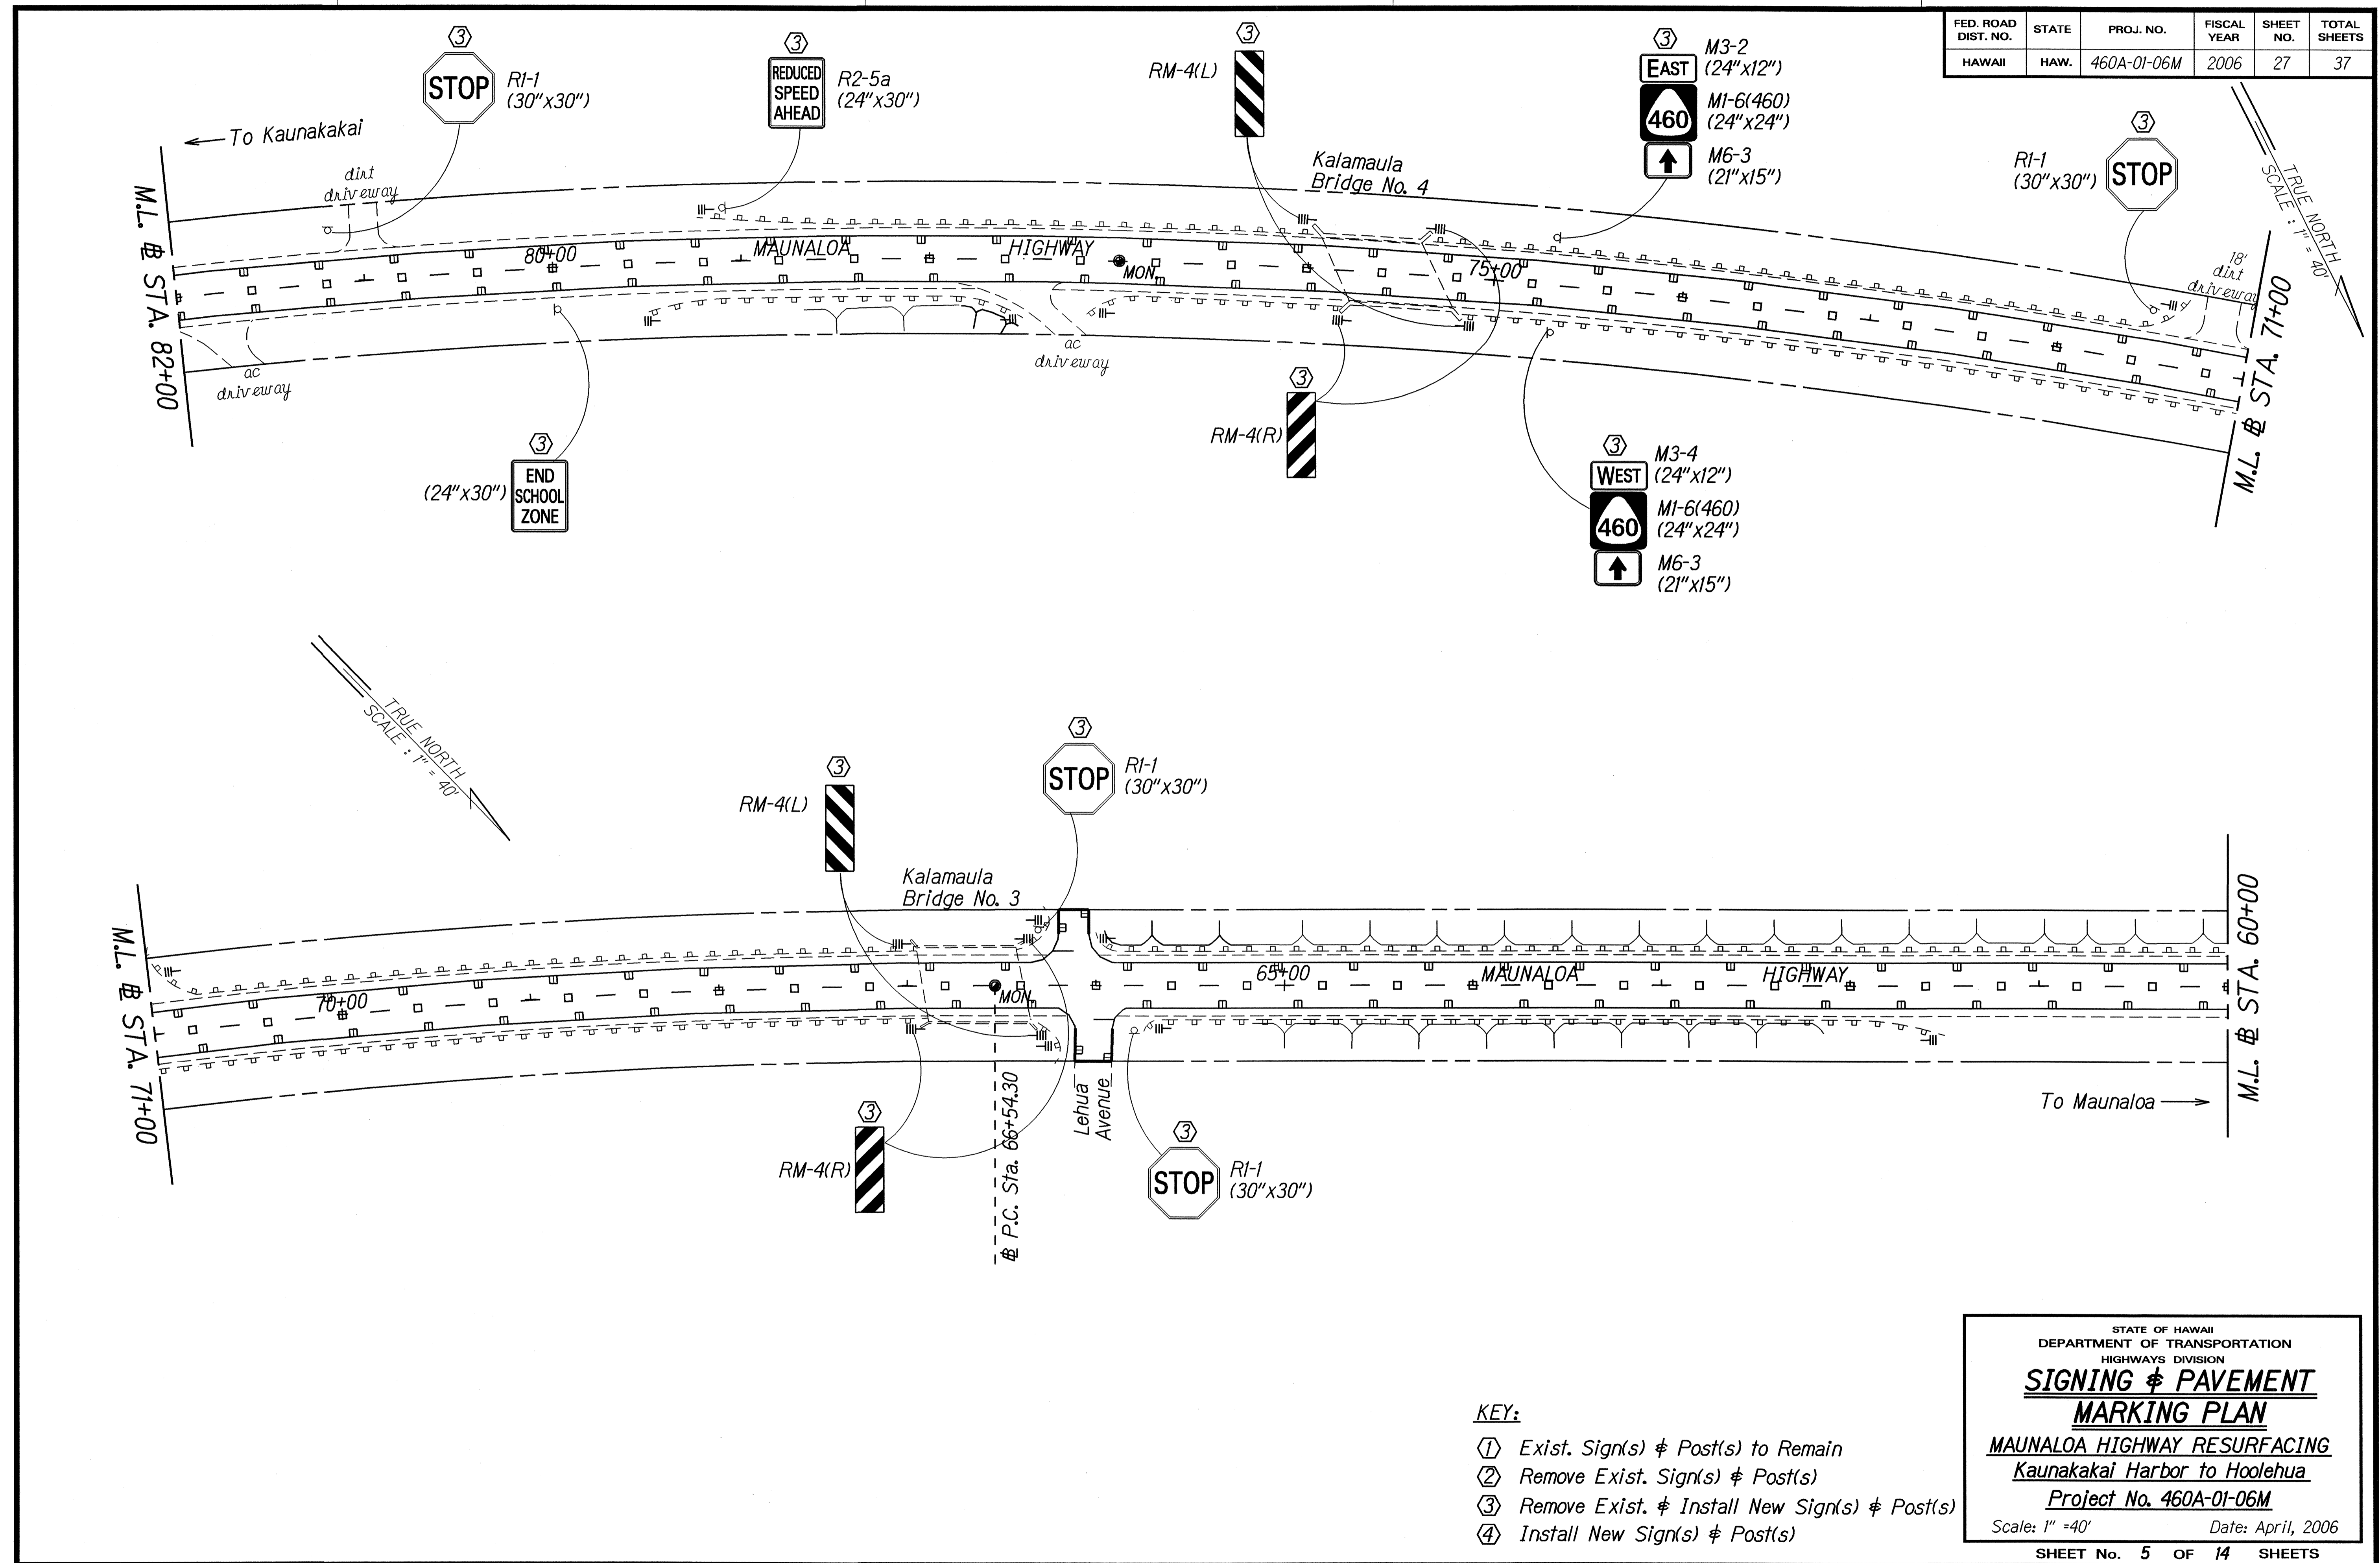 FED. ROAD DIST. NO. STATE PROJ. NO. FISCAL YEAR SHEET NO. TOTAL SHEETS
HAWAII HAW. 460A-01-06M 2006 27 37
3
STOP
R1-1
(30"x30")
3
REDUCED
SPEED
AHEAD
R2-5a
(24"x30")
3
RM-4(L)
3
EAST
M3-2
(24"x12")
460
M1-6(460)
(24"x24")
M6-3
(21"x15")
3
STOP
R1-1
(30"x30")
TRUE NORTH
SCALE : 1" = 40'
← To Kaunakakai
dirt
driveway
Kalamaula
Bridge No. 4
18'
dirt
driveway
M.L. BL STA. 82+00
80+00
MAUNALOA HIGHWAY
MON.
75+00
M.L. BL STA. 71+00
ac
driveway
ac
driveway
3
END
SCHOOL
ZONE
(24"x30")
3
RM-4(R)
3
WEST
M3-4
(24"x12")
460
M1-6(460)
(24"x24")
M6-3
(21"x15")
TRUE NORTH
SCALE : 1" = 40'
3
RM-4(L)
3
STOP
R1-1
(30"x30")
Kalamaula
Bridge No. 3
M.L. BL STA. 71+00
70+00
MON.
65+00
MAUNALOA HIGHWAY
M.L. BL STA. 60+00
BL P.C. Sta. 66+54.30
Lehua
Avenue
To Maunaloa →
3
RM-4(R)
3
STOP
R1-1
(30"x30")
KEY:
1 Exist. Sign(s) & Post(s) to Remain
2 Remove Exist. Sign(s) & Post(s)
3 Remove Exist. & Install New Sign(s) & Post(s)
4 Install New Sign(s) & Post(s)
STATE OF HAWAII
DEPARTMENT OF TRANSPORTATION
HIGHWAYS DIVISION
SIGNING & PAVEMENT
MARKING PLAN
MAUNALOA HIGHWAY RESURFACING
Kaunakakai Harbor to Hoolehua
Project No. 460A-01-06M
Scale: 1" =40' Date: April, 2006
SHEET No. 5 OF 14 SHEETS